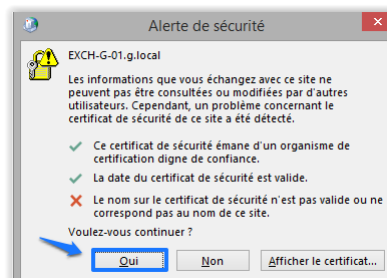 Alerte de sécurité
EXCH-G-01.g.local
Les informations que vous échangez avec ce site ne
peuvent pas être consultées ou modifiées par d'autres
utilisateurs. Cependant, un problème concernant le
certificat de sécurité de ce site a été détecté.
Ce certificat de sécurité émane d'un organisme de
certification digne de confiance.
La date du certificat de sécurité est valide.
Le nom sur le certificat de sécurité n'est pas valide ou ne
correspond pas au nom de ce site.
Voulez-vous continuer ?
Oui Non Afficher le certificat...